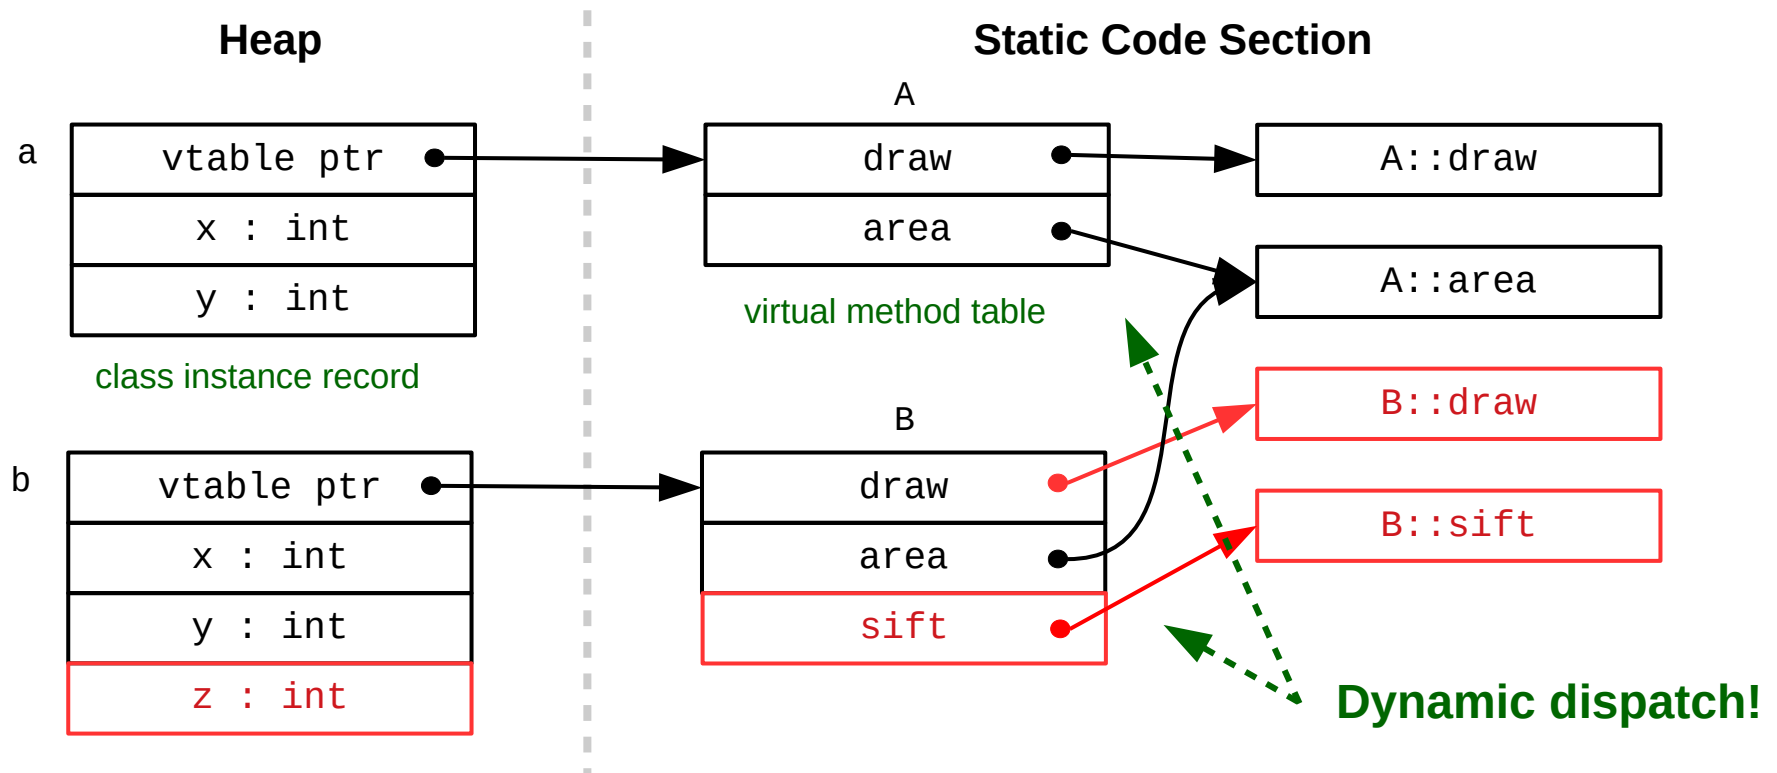 Heap
Static Code Section
A
a
vtable ptr
x : int
y : int
class instance record
draw
area
virtual method table
A::draw
A::area
B::draw
B::sift
B
b
vtable ptr
x : int
y : int
z : int
draw
area
sift
Dynamic dispatch!